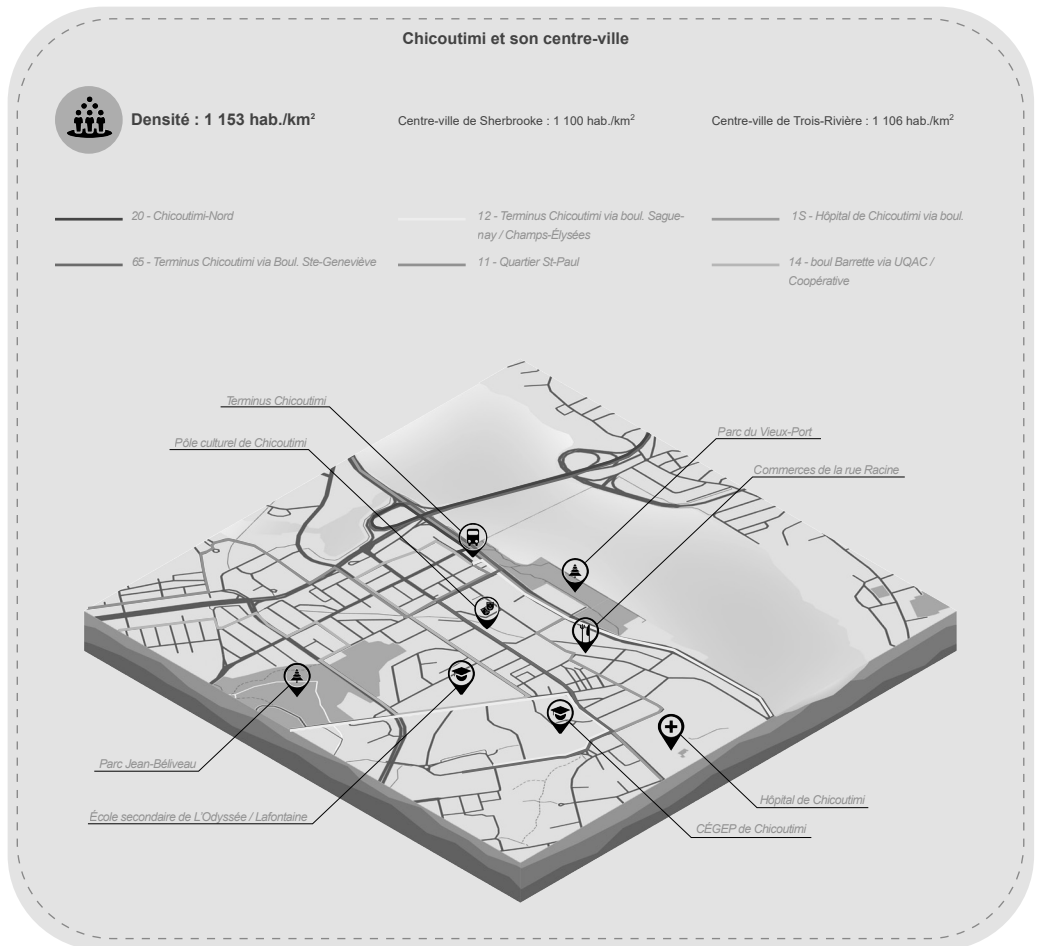 Chicoutimi et son centre-ville
Densité : 1 153 hab./km²
Centre-ville de Sherbrooke : 1 100 hab./km²
Centre-ville de Trois-Rivière : 1 106 hab./km²
20 - Chicoutimi-Nord
12 - Terminus Chicoutimi via boul. Sague-
nay / Champs-Élysées
1S - Hôpital de Chicoutimi via boul.
65 - Terminus Chicoutimi via Boul. Ste-Geneviève
11 - Quartier St-Paul
14 - boul Barrette via UQAC /
Coopérative
Terminus Chicoutimi
Pôle culturel de Chicoutimi
Parc du Vieux-Port
Commerces de la rue Racine
Parc Jean-Béliveau
École secondaire de L'Odyssée / Lafontaine
Hôpital de Chicoutimi
CÉGEP de Chicoutimi